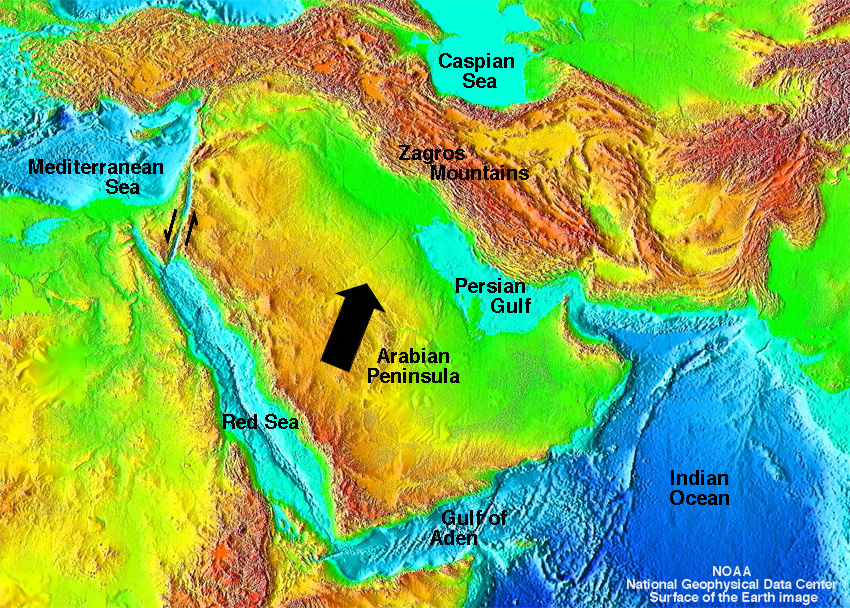 Caspian
Sea
Zagros
Mountains
Mediterranean
Sea
Persian
Gulf
Arabian
Peninsula
Red Sea
Indian
Ocean
Gulf of
Aden
NOAA
National Geophysical Data Center
Surface of the Earth image